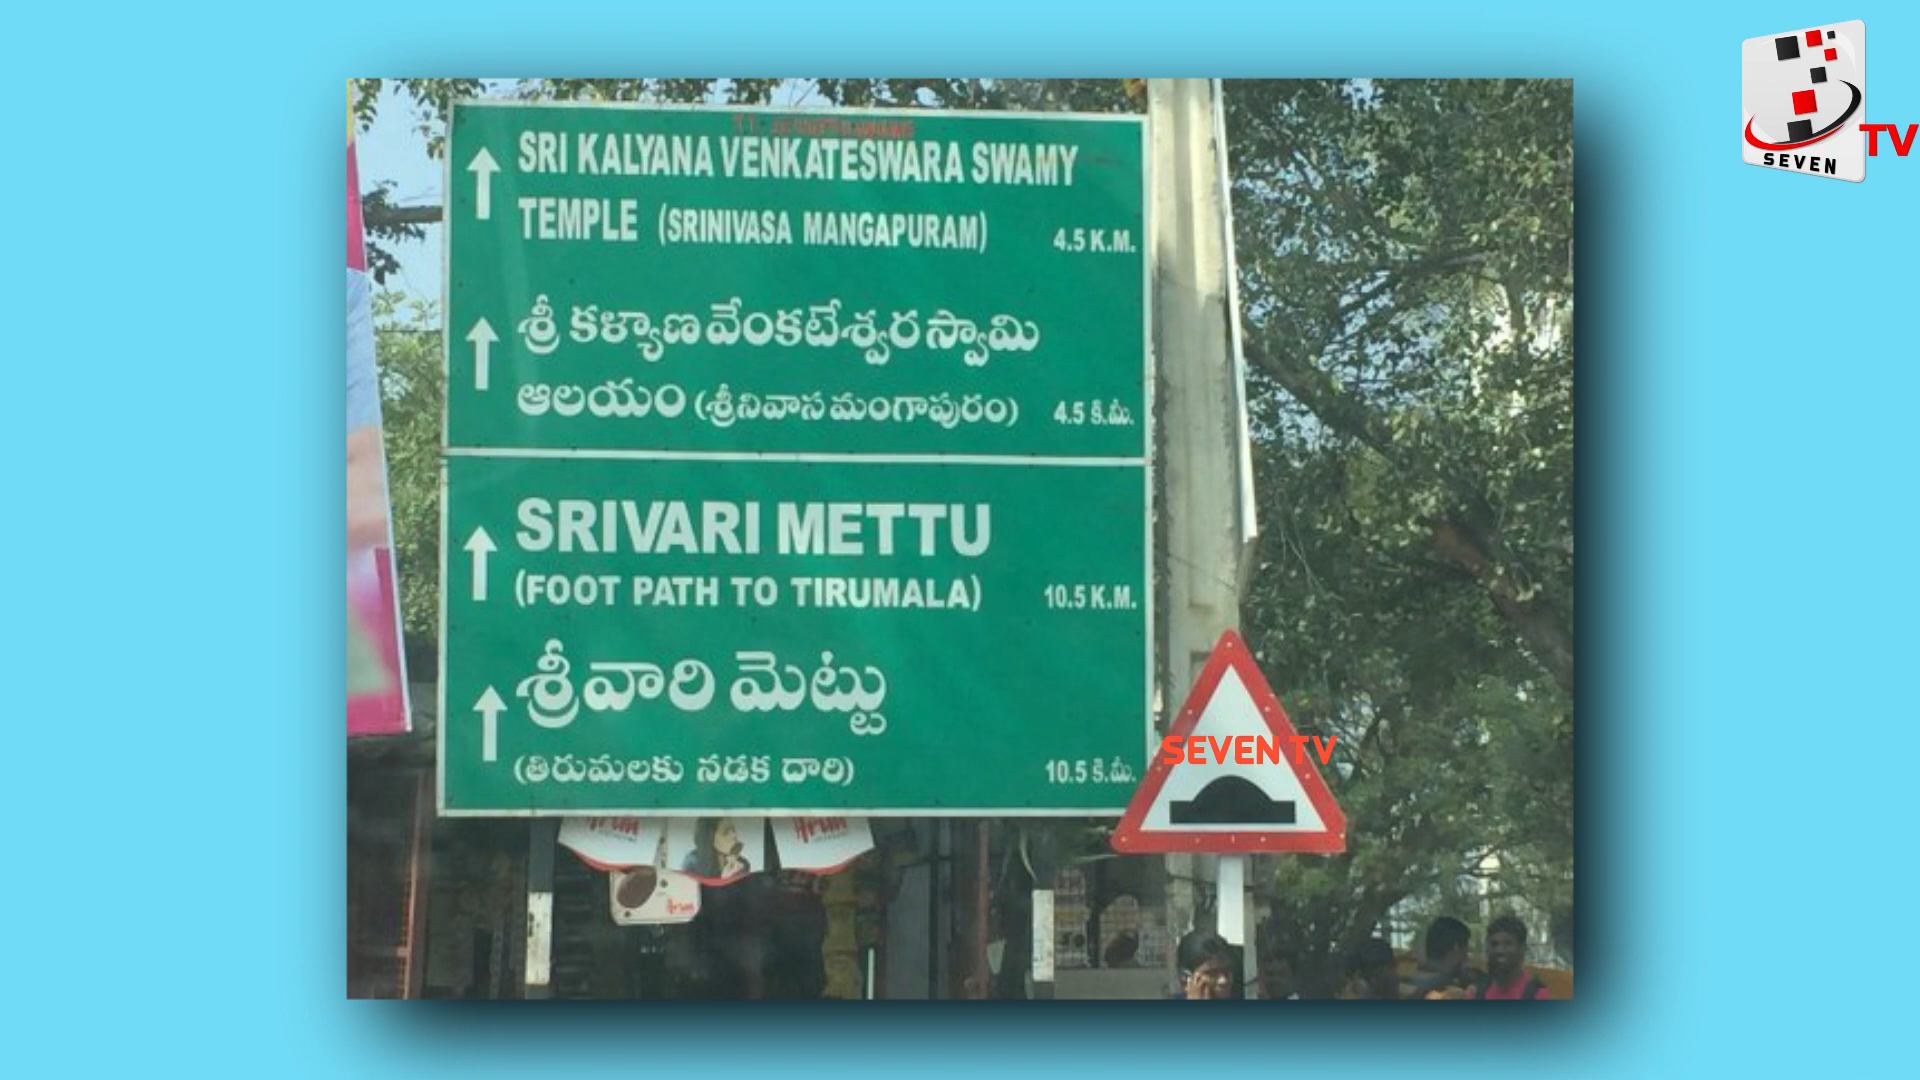 SRI KALYANA VENKATESWARA SWAMY
TEMPLE (SRINIVASA MANGAPURAM) 4.5 K.M.
శ్రీ కళ్యాణ వేంకటేశ్వర స్వామి
ఆలయం (శ్రీనివాస మంగాపురం) 4.5 కి.మీ.
SRIVARI METTU
(FOOT PATH TO TIRUMALA) 10.5 K.M.
శ్రీవారి మెట్టు
(తిరుమలకు నడక దారి) 10.5 కి.మీ.
SEVEN TV
SEVEN TV